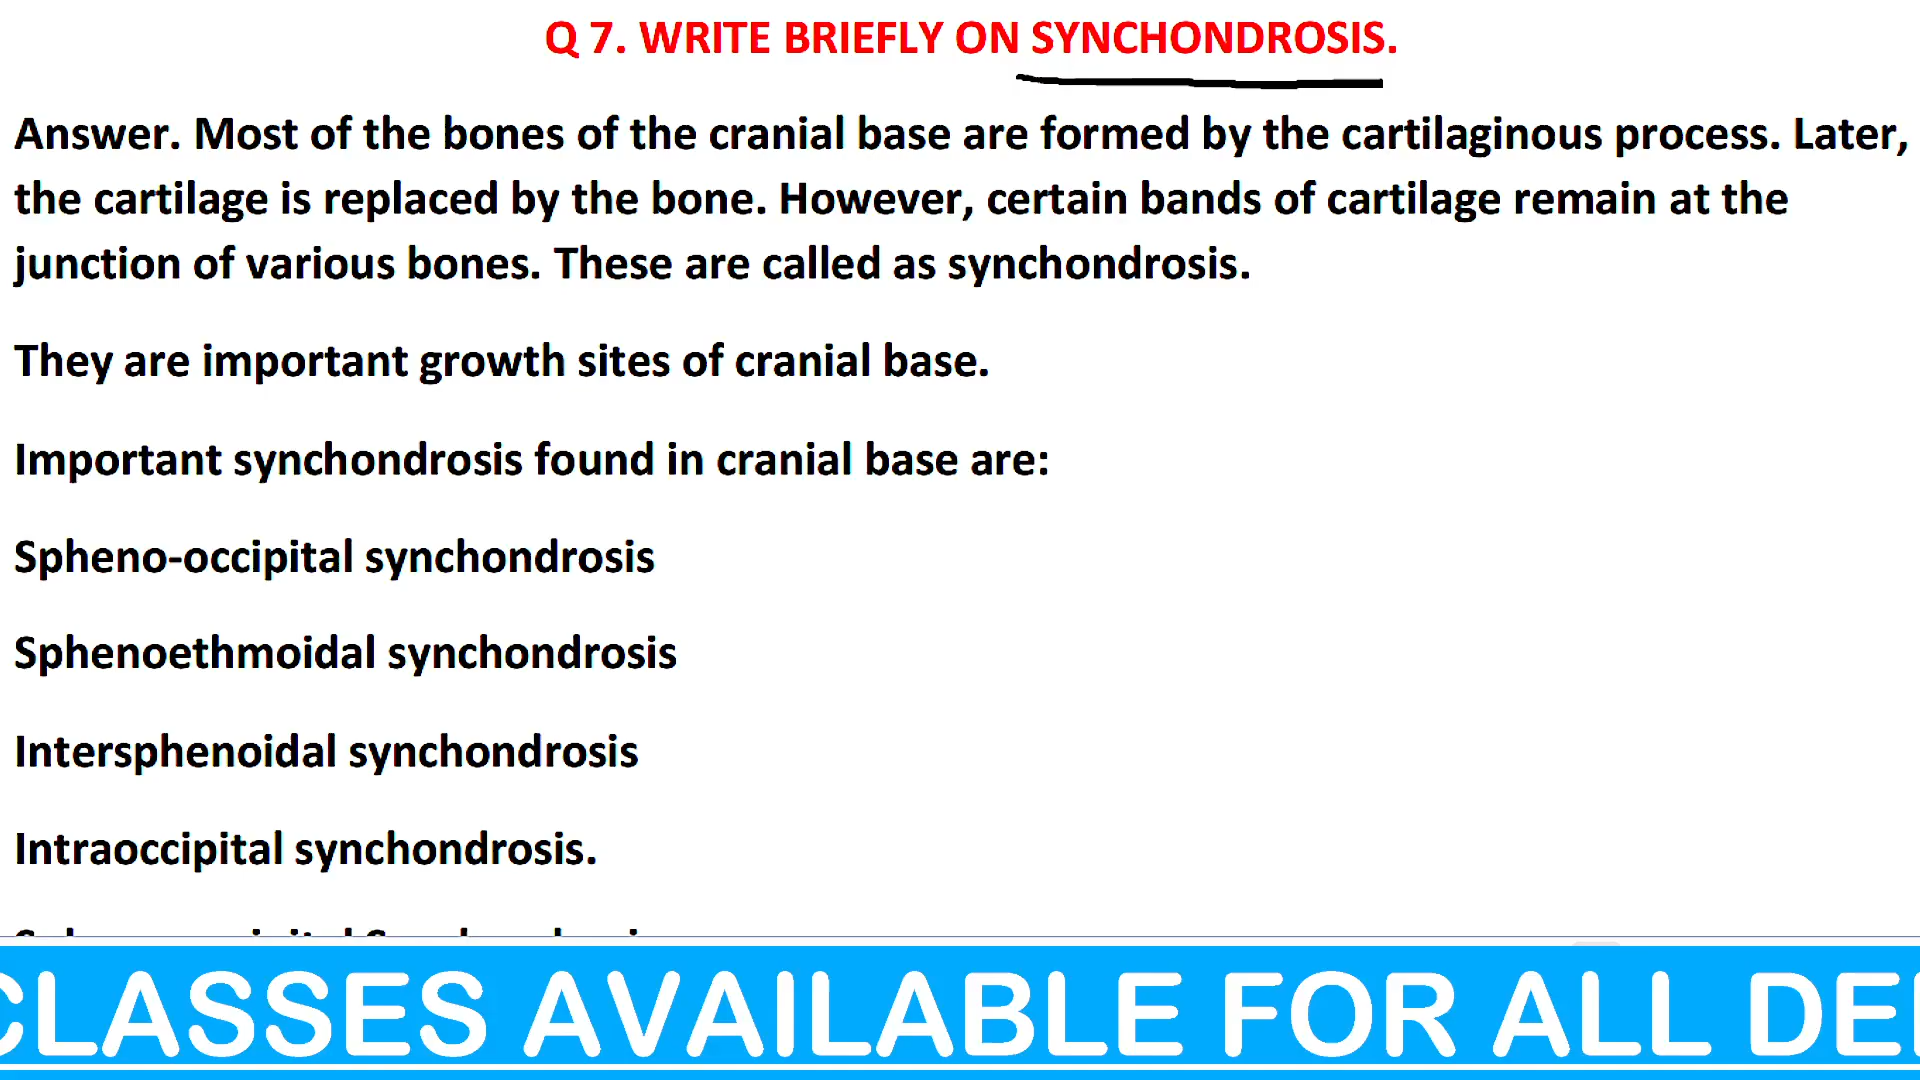 Q 7. WRITE BRIEFLY ON SYNCHONDROSIS.
Answer. Most of the bones of the cranial base are formed by the cartilaginous process. Later,
the cartilage is replaced by the bone. However, certain bands of cartilage remain at the
junction of various bones. These are called as synchondrosis.
They are important growth sites of cranial base.
Important synchondrosis found in cranial base are:
Spheno-occipital synchondrosis
Sphenoethmoidal synchondrosis
Intersphenoidal synchondrosis
Intraoccipital synchondrosis.
CLASSES AVAILABLE FOR ALL